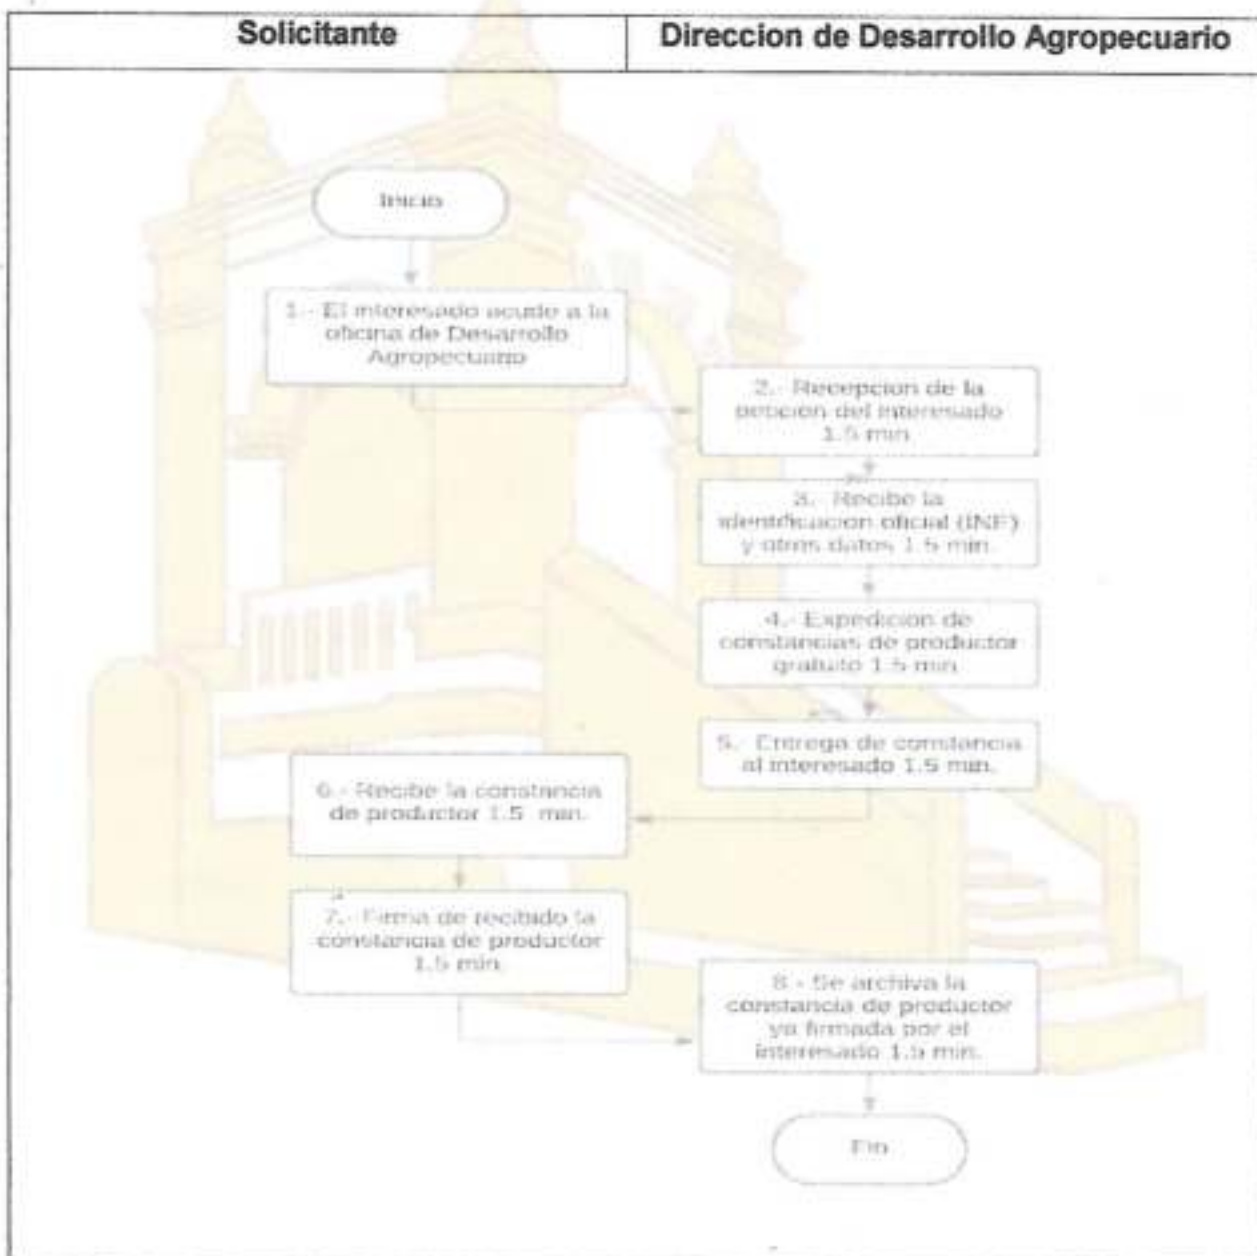 Solicitante
Direccion de Desarrollo Agropecuario
Inicio
1.- El interesado acude a la
oficina de Desarrollo
Agropecuario
2.- Recepcion de la
peticion del interesado
1.5 min.
3.- Recibe la
identificacion oficial (INE)
y otros datos 1.5 min.
4.- Expedicion de
constancias de productor
gratuito 1.5 min
5.- Entrega de constancia
al interesado 1.5 min.
6.- Recibe la constancia
de productor 1.5 min.
7.- Firma de recibido la
constancia de productor
1.5 min.
8.- Se archiva la
constancia de productor
ya firmada por el
interesado 1.5 min.
Fin